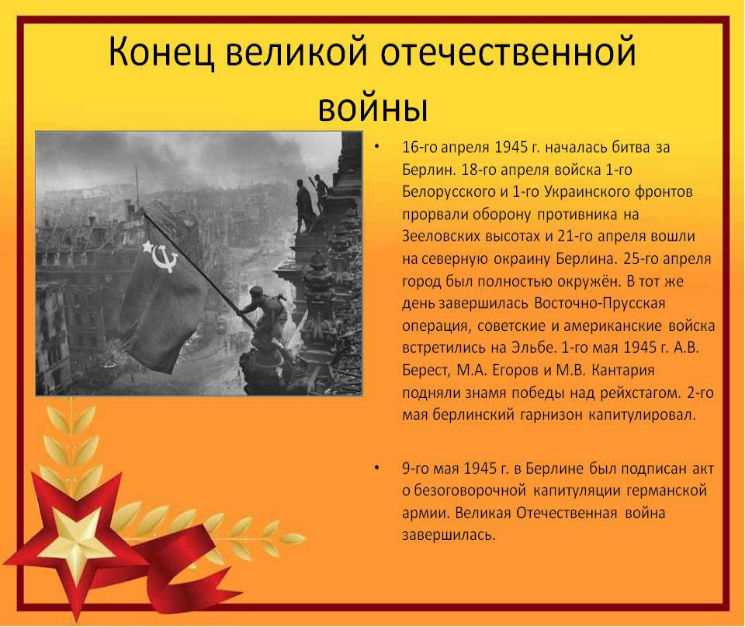 Конец великой отечественной
войны
• 16-го апреля 1945 г. началась битва за
Берлин. 18-го апреля войска 1-го
Белорусского и 1-го Украинского фронтов
прорвали оборону противника на
Зееловских высотах и 21-го апреля вошли
на северную окраину Берлина. 25-го апреля
город был полностью окружён. В тот же
день завершилась Восточно-Прусская
операция, советские и американские войска
встретились на Эльбе. 1-го мая 1945 г. А.В.
Берест, М.А. Егоров и М.В. Кантария
подняли знамя победы над рейхстагом. 2-го
мая берлинский гарнизон капитулировал.
• 9-го мая 1945 г. в Берлине был подписан акт
о безоговорочной капитуляции германской
армии. Великая Отечественная война
завершилась.